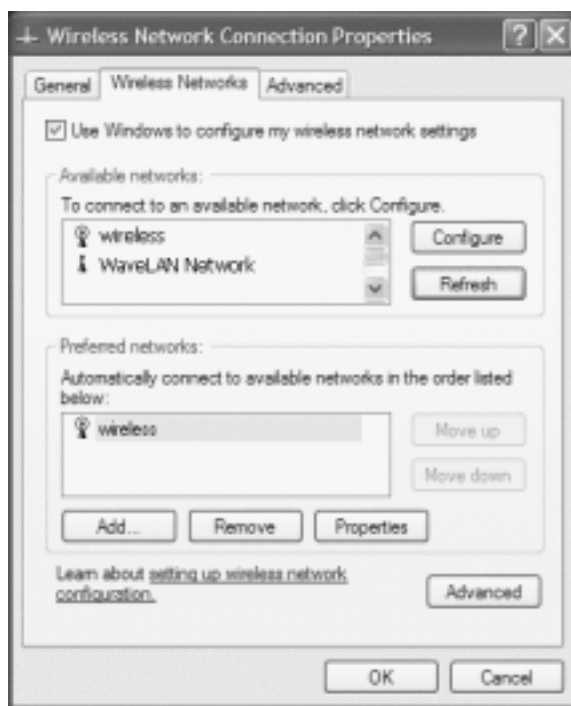 Wireless Network Connection Properties
General Wireless Networks Advanced
Use Windows to configure my wireless network settings
Available networks:
To connect to an available network, click Configure.
wireless
WaveLAN Network
Configure
Refresh
Preferred networks:
Automatically connect to available networks in the order listed
below:
wireless
Move up
Move down
Add... Remove Properties
Learn about setting up wireless network
configuration.
Advanced
OK Cancel